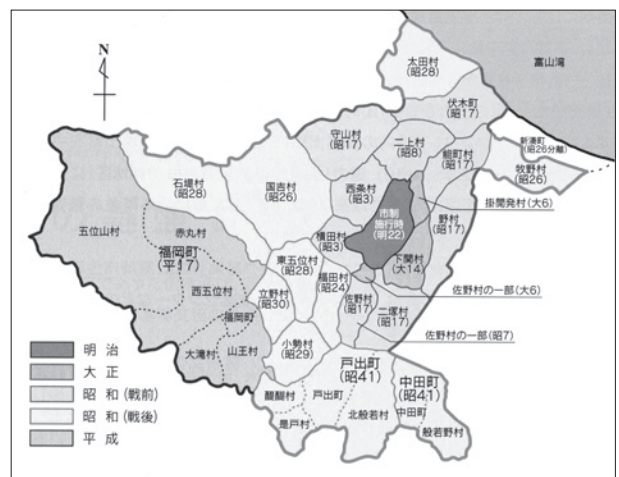 N
富山湾
太田村
(昭28)
伏木町
(昭17)
守山村
(昭17)
二上村
(昭8)
能町村
(昭17)
新湊町
(昭26分離)
牧野村
(昭26)
石堤村
(昭28)
国吉村
(昭26)
西条村
(昭3)
掛開発村(大6)
市制
施行時
(明22)
野村
(昭17)
五位山村
赤丸村
福岡町
(平17)
横田村
(昭3)
下関村
(大14)
東五位村
(昭28)
福田村
(昭24)
佐野村の一部(大6)
西五位村
立野村
(昭30)
佐野村
(昭17)
二塚村
(昭17)
福岡町
佐野村の一部(昭7)
大滝村
山王村
小勢村
(昭29)
戸出町
(昭41)
中田町
(昭41)
醍醐村
戸出町
北般若村
中田町
是戸村
般若野村
明治
大正
昭和(戦前)
昭和(戦後)
平成